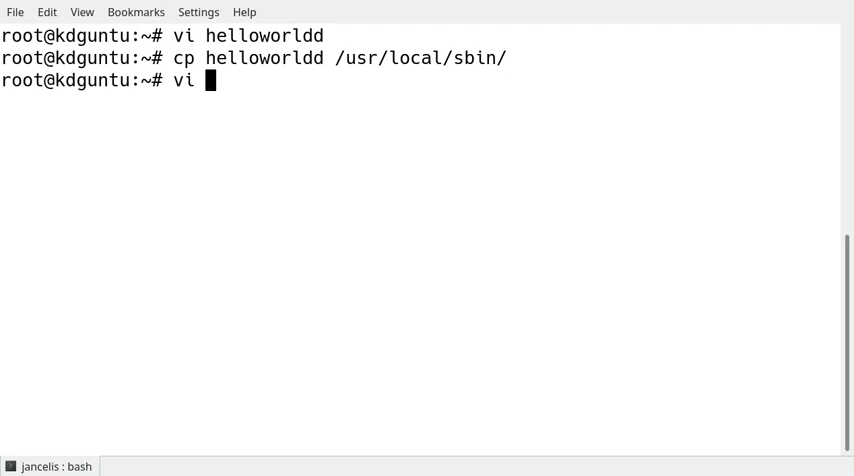 File Edit View Bookmarks Settings Help
root@kdguntu:~# vi helloworldd
root@kdguntu:~# cp helloworldd /usr/local/sbin/
root@kdguntu:~# vi
jancelis : bash